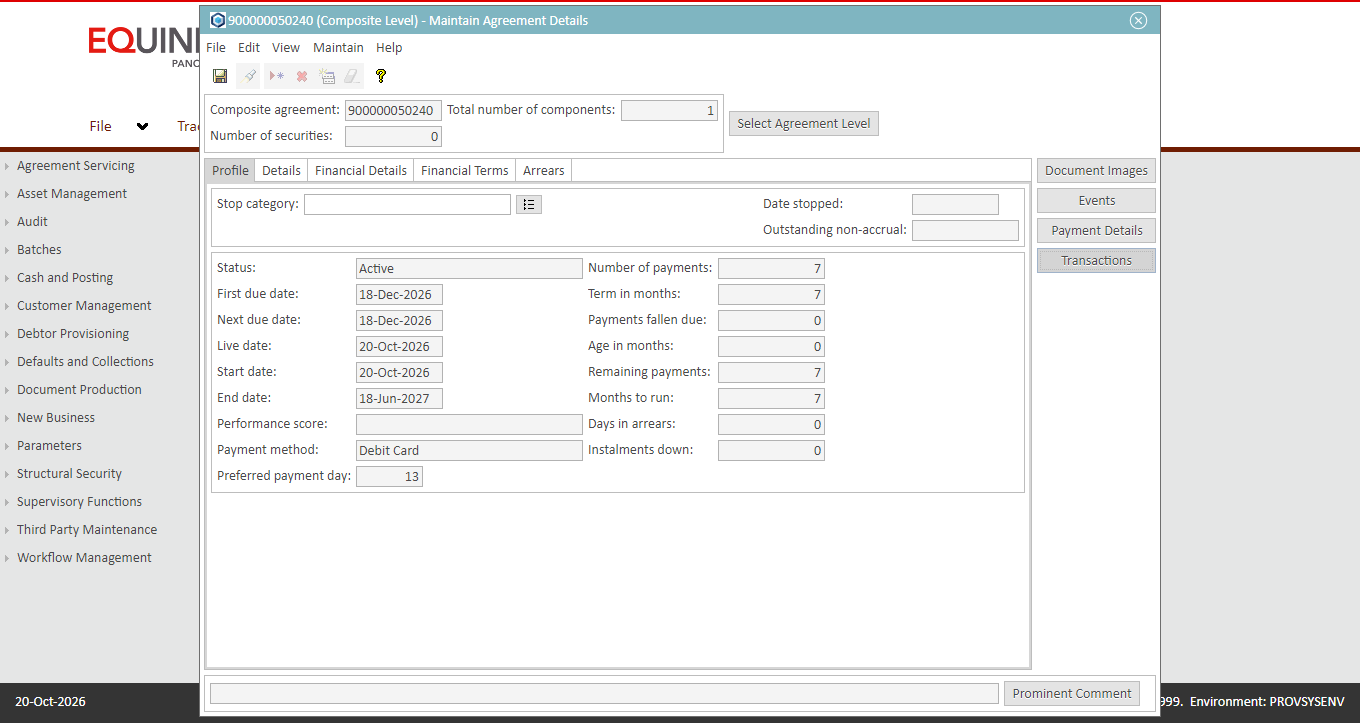 900000050240 (Composite Level) - Maintain Agreement Details
EQUIN
PANO
File Edit View Maintain Help
Composite agreement: 900000050240 Total number of components: 1
Number of securities: 0
Select Agreement Level
File
Profile Details Financial Details Financial Terms Arrears
Stop category: Date stopped:
Outstanding non-accrual:
Status: Active Number of payments: 7
First due date: 18-Dec-2026 Term in months: 7
Next due date: 18-Dec-2026 Payments fallen due: 0
Live date: 20-Oct-2026 Age in months: 0
Start date: 20-Oct-2026 Remaining payments: 7
End date: 18-Jun-2027 Months to run: 7
Performance score: Days in arrears: 0
Payment method: Debit Card Instalments down: 0
Preferred payment day: 13
Document Images
Events
Payment Details
Transactions
Agreement Servicing
Asset Management
Audit
Batches
Cash and Posting
Customer Management
Debtor Provisioning
Defaults and Collections
Document Production
New Business
Parameters
Structural Security
Supervisory Functions
Third Party Maintenance
Workflow Management
Prominent Comment
20-Oct-2026
999. Environment: PROVSYSENV